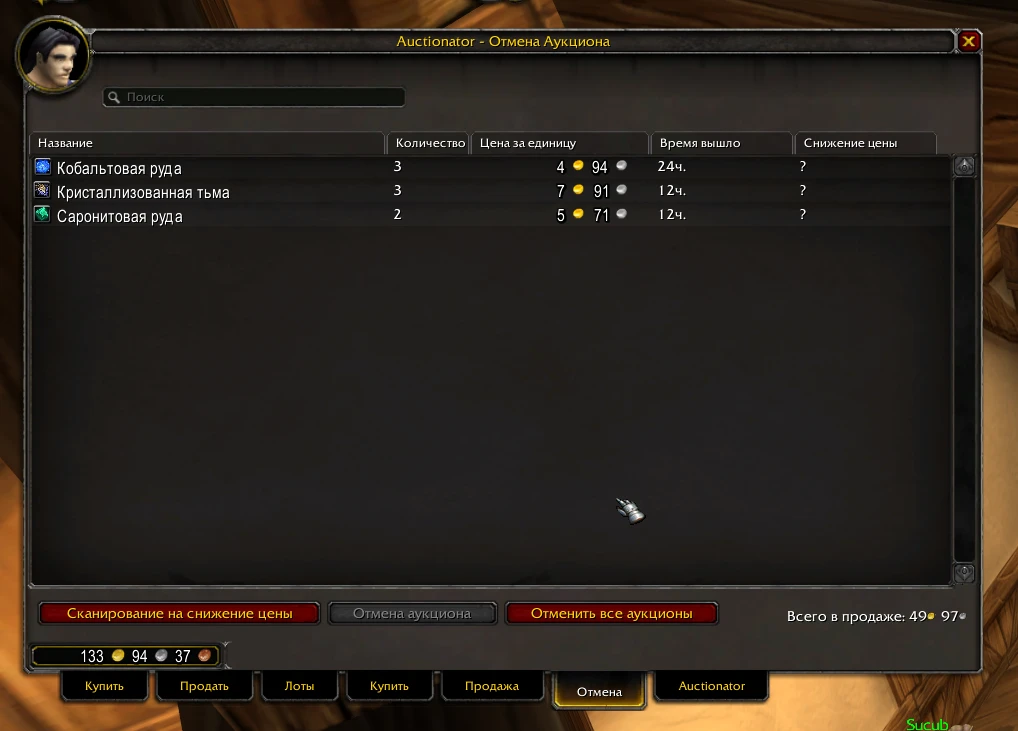 Auctionator - Отмена Аукциона
Поиск
Название Количество Цена за единицу Время вышло Снижение цены
Кобальтовая руда 3 4 94 24ч. ?
Кристаллизованная тьма 3 7 91 12ч. ?
Саронитовая руда 2 5 71 12ч. ?
Сканирование на снижение цены Отмена аукциона Отменить все аукционы Всего в продаже: 49 97
133 94 37
Купить Продать Лоты Купить Продажа Отмена Auctionator
Sucub